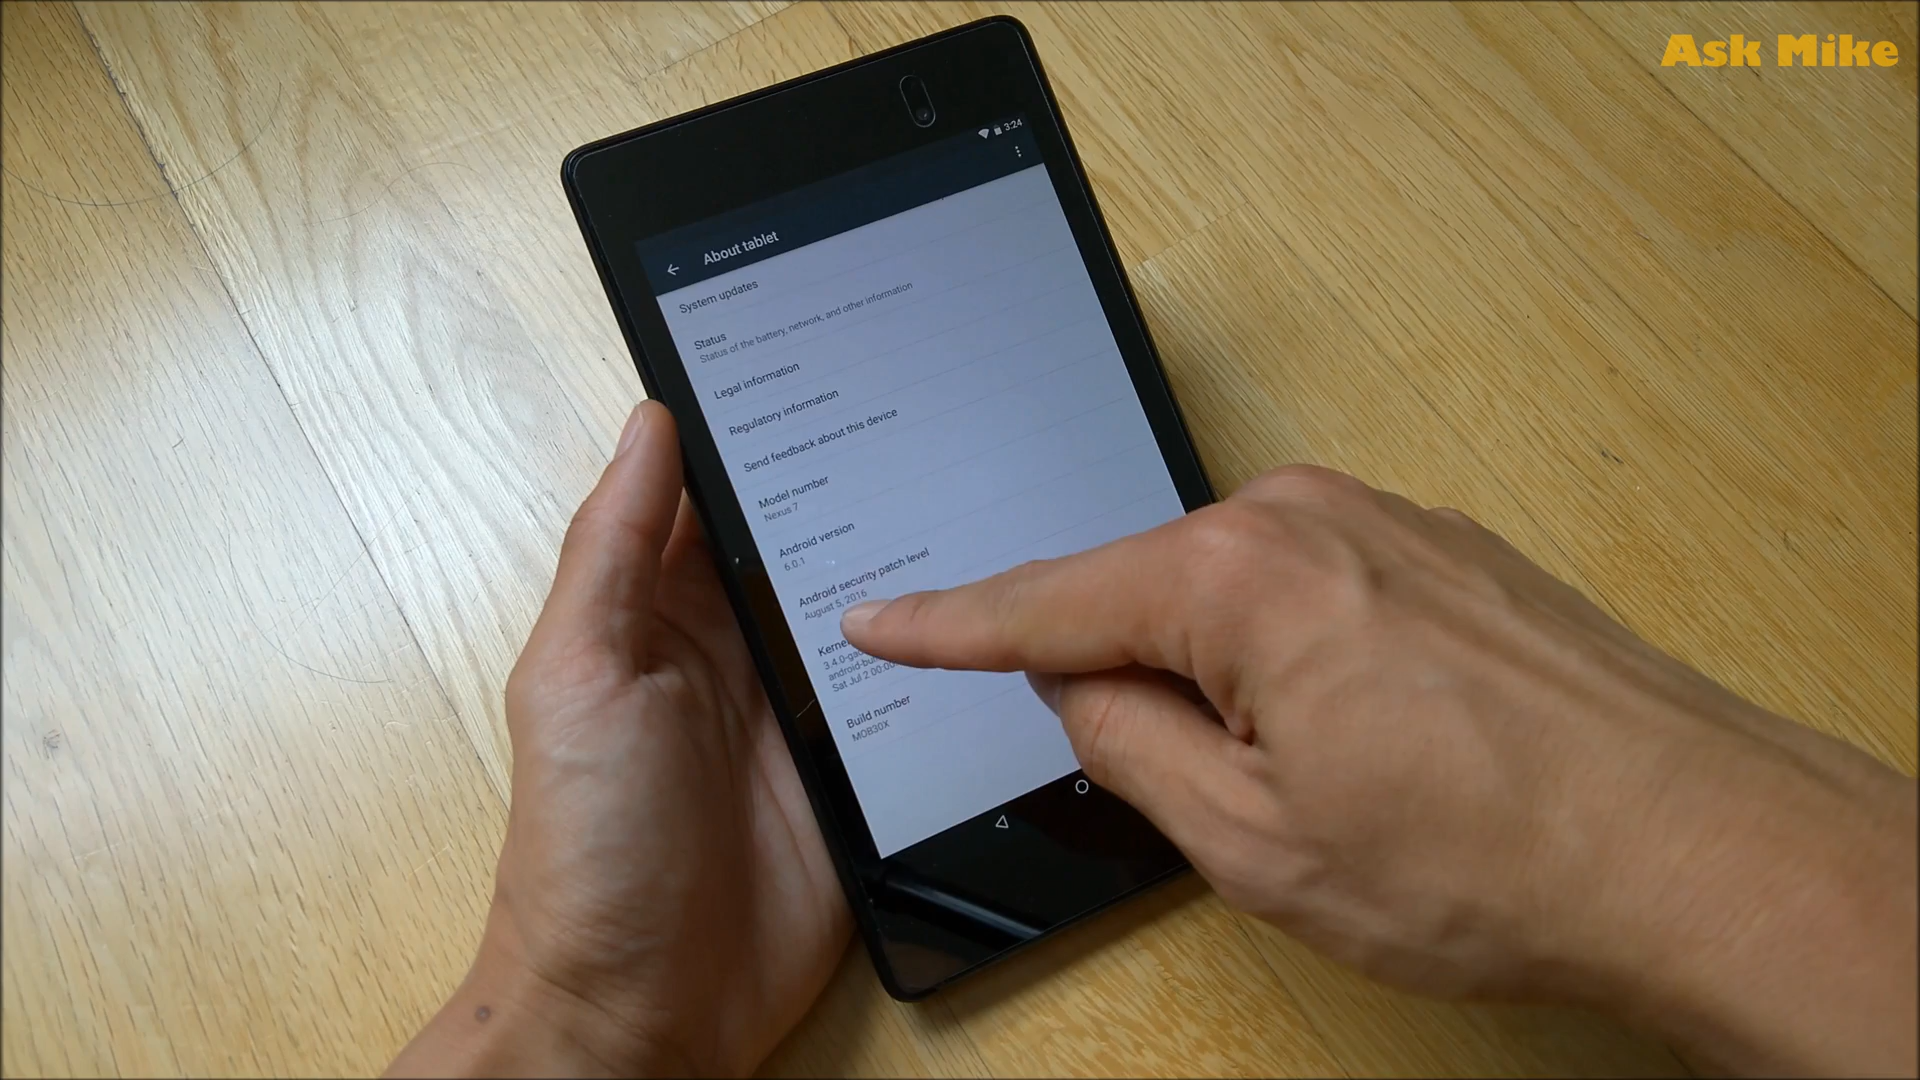 Ask Mike
3:24
About tablet
System updates
Status
Status of the battery, network, and other information
Legal information
Regulatory information
Send feedback about this device
Model number
Nexus 7
Android version
6.0.1
Android security patch level
August 5, 2016
Kernel
3.4.0-
android-
Sat Jul 2 00:00
Build number
MOB30X